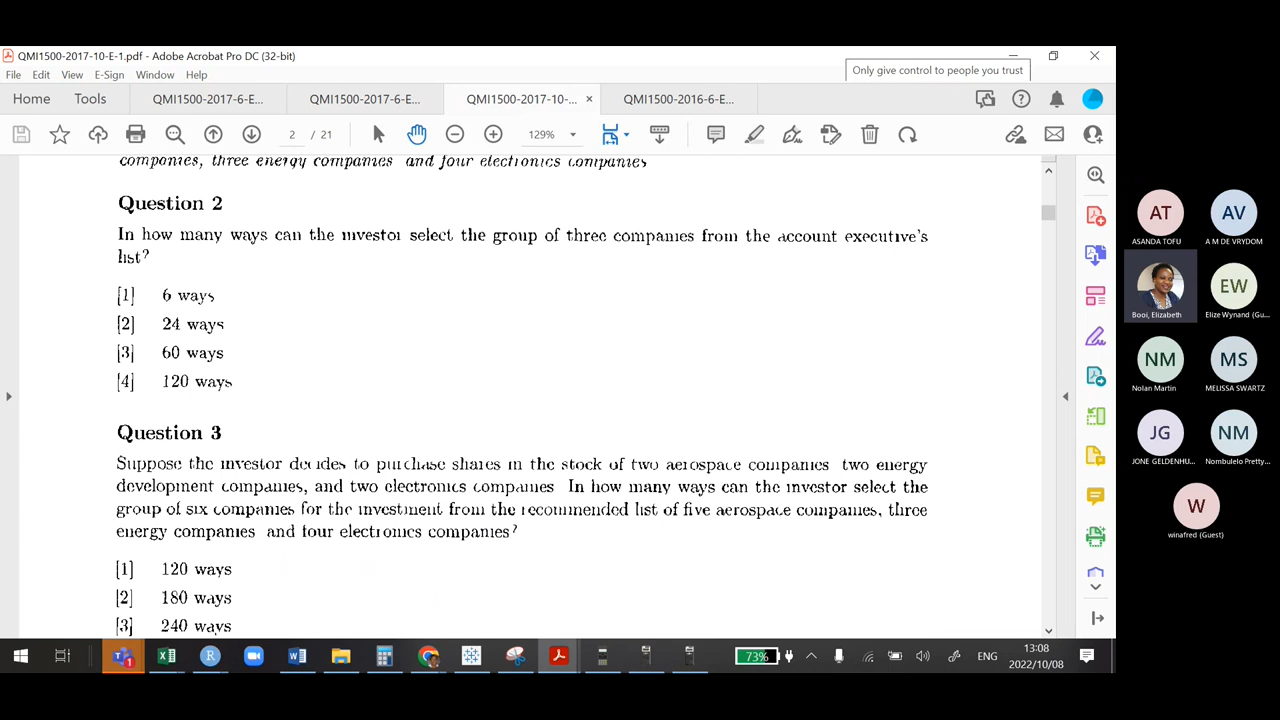 QMI1500-2017-10-E-1.pdf - Adobe Acrobat Pro DC (32-bit)
File Edit View E-Sign Window Help
Only give control to people you trust
Home Tools QMI1500-2017-6-E... QMI1500-2017-6-E... QMI1500-2017-10-... × QMI1500-2016-6-E...
2 / 21 129%
companies, three energy companies and four electronics companies
Question 2
In how many ways can the investor select the group of three companies from the account executive's
list?
[1] 6 ways
[2] 24 ways
[3] 60 ways
[4] 120 ways
Question 3
Suppose the investor decides to purchase shares in the stock of two aerospace companies two energy
development companies, and two electronics companies In how many ways can the investor select the
group of six companies for the investment from the recommended list of five aerospace companies, three
energy companies and four electronics companies?
[1] 120 ways
[2] 180 ways
[3] 240 ways
AT AV
ASANDA TOFU A M DE VRYDOM
EW
Booi, Elizabeth Elize Wynand (Gu...
NM MS
Nolan Martin MELISSA SWARTZ
JG NM
JONE GELDENHU... Nombulelo Pretty...
W
winafred (Guest)
73% ENG 13:08
2022/10/08